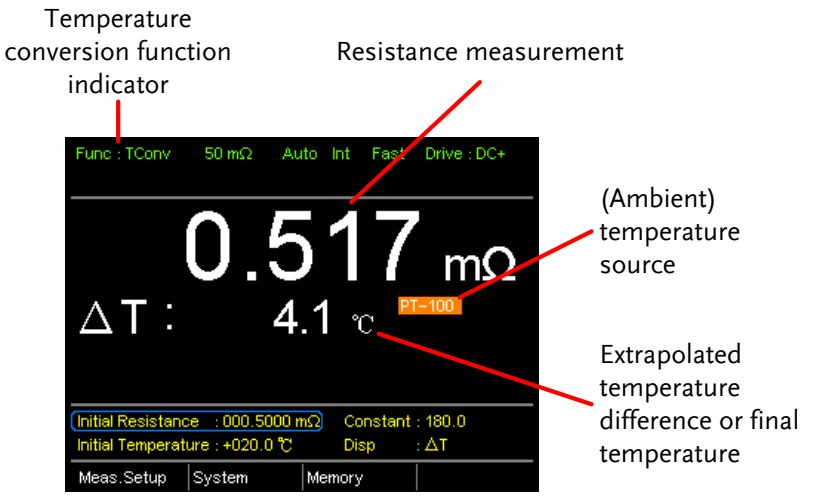 Temperature
conversion function
indicator
Resistance measurement
Func : TConv 50 mΩ Auto Int Fast Drive : DC+
0.517 mΩ
(Ambient)
temperature
source
PT-100
ΔT : 4.1 ℃
Extrapolated
temperature
difference or final
temperature
Initial Resistance : 000.5000 mΩ Constant : 180.0
Initial Temperature : +020.0 ℃ Disp : ΔT
Meas.Setup System Memory